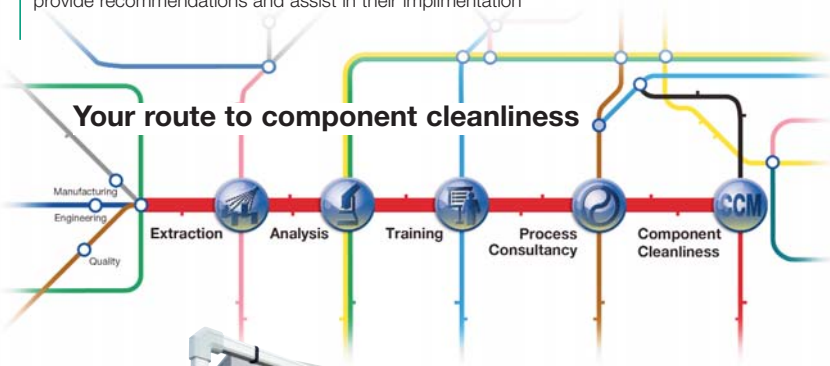 provide recommendations and assist in their implimentation
Your route to component cleanliness
Manufacturing
Engineering
Quality
Extraction
Analysis
Training
Process
Consultancy
Component
Cleanliness
CCM